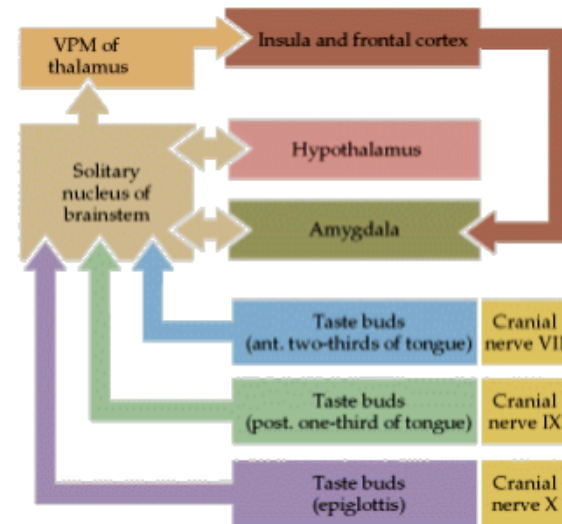 VPM of
thalamus
Insula and frontal cortex
Hypothalamus
Solitary
nucleus of
brainstem
Amygdala
Taste buds
(ant. two-thirds of tongue)
Cranial
nerve VII
Taste buds
(post. one-third of tongue)
Cranial
nerve IX
Taste buds
(epiglottis)
Cranial
nerve X